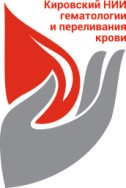 Кировский НИИ
гематологии
и переливания
крови